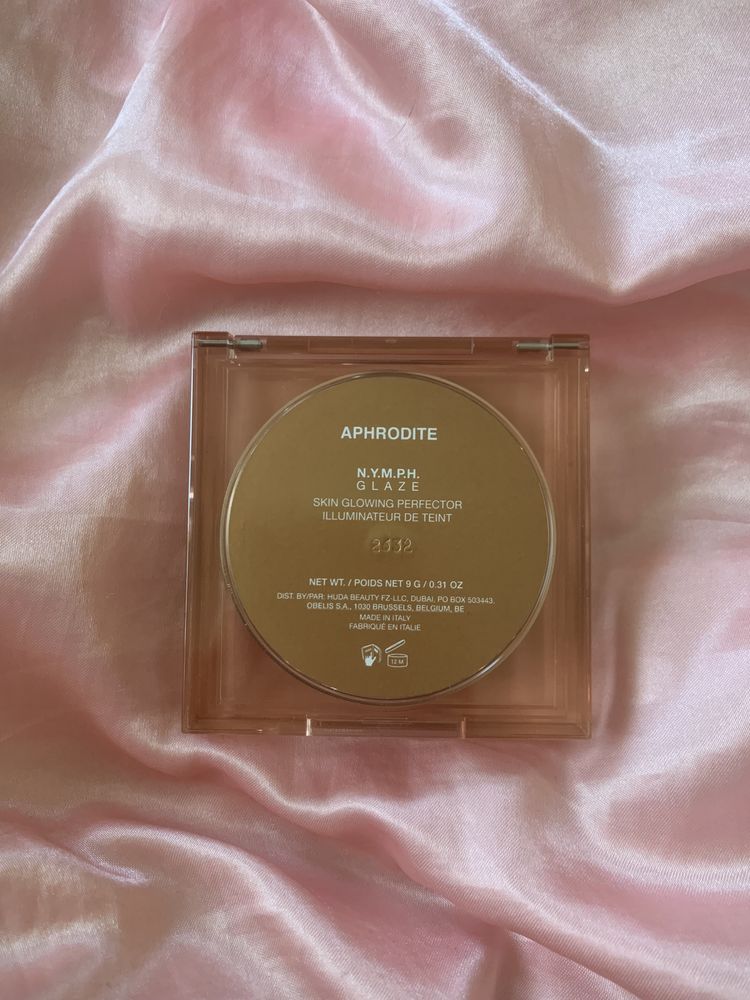 APHRODITE
N.Y.M.P.H.
GLAZE
SKIN GLOWING PERFECTOR
ILLUMINATEUR DE TEINT
2332
NET WT. / POIDS NET 9 G / 0.31 OZ
DIST. BY/PAR: HUDA BEAUTY FZ-LLC, DUBAI, PO BOX 503443.
OBELIS S.A., 1030 BRUSSELS, BELGIUM, BE
MADE IN ITALY
FABRIQUÉ EN ITALIE
12 M